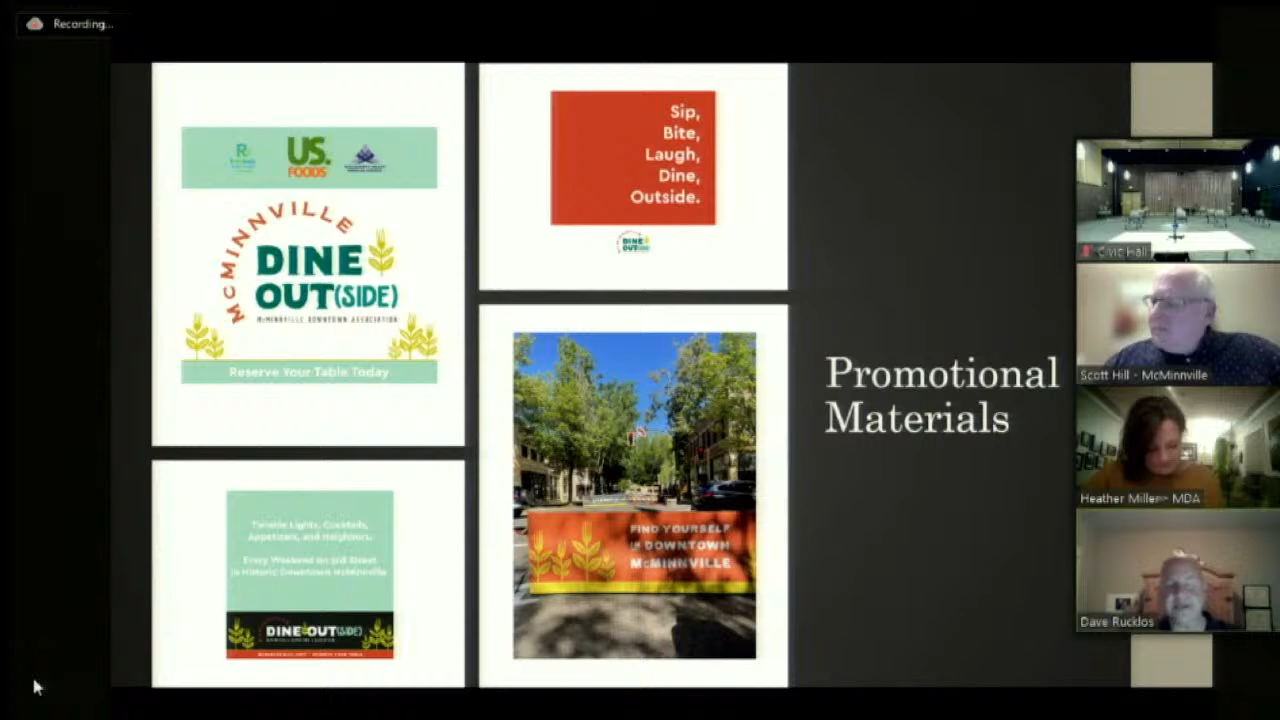 Recording...
US.
FOODS
McMINNVILLE
DINE
OUT(SIDE)
McMINNVILLE DOWNTOWN ASSOCIATION
Reserve Your Table Today
Twinkle Lights, Cocktails,
Appetizers, and Neighbors.
Every Weekend on 3rd Street
in Historic Downtown McMinnville
DINE OUT(SIDE)
Sip,
Bite,
Laugh,
Dine,
Outside.
DINE
OUT(SIDE)
FIND YOURSELF
in DOWNTOWN
McMINNVILLE
Promotional
Materials
Civic Hall
Scott Hill - McMinnville
Heather Miller MDA
Dave Rucklos